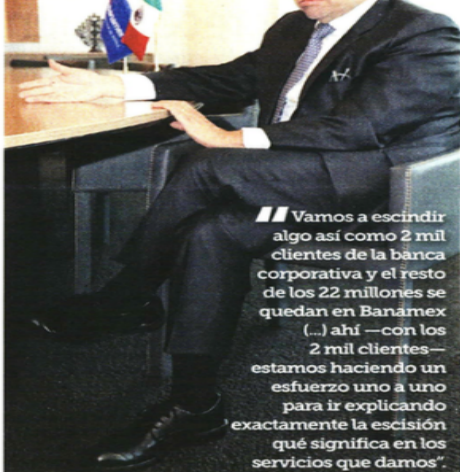 " Vamos a escindir
algo así como 2 mil
clientes de la banca
corporativa y el resto
de los 22 millones se
quedan en Banamex
(...) ahí —con los
2 mil clientes—
estamos haciendo un
esfuerzo uno a uno
para ir explicando
exactamente la escisión
qué significa en los
servicios que damos".